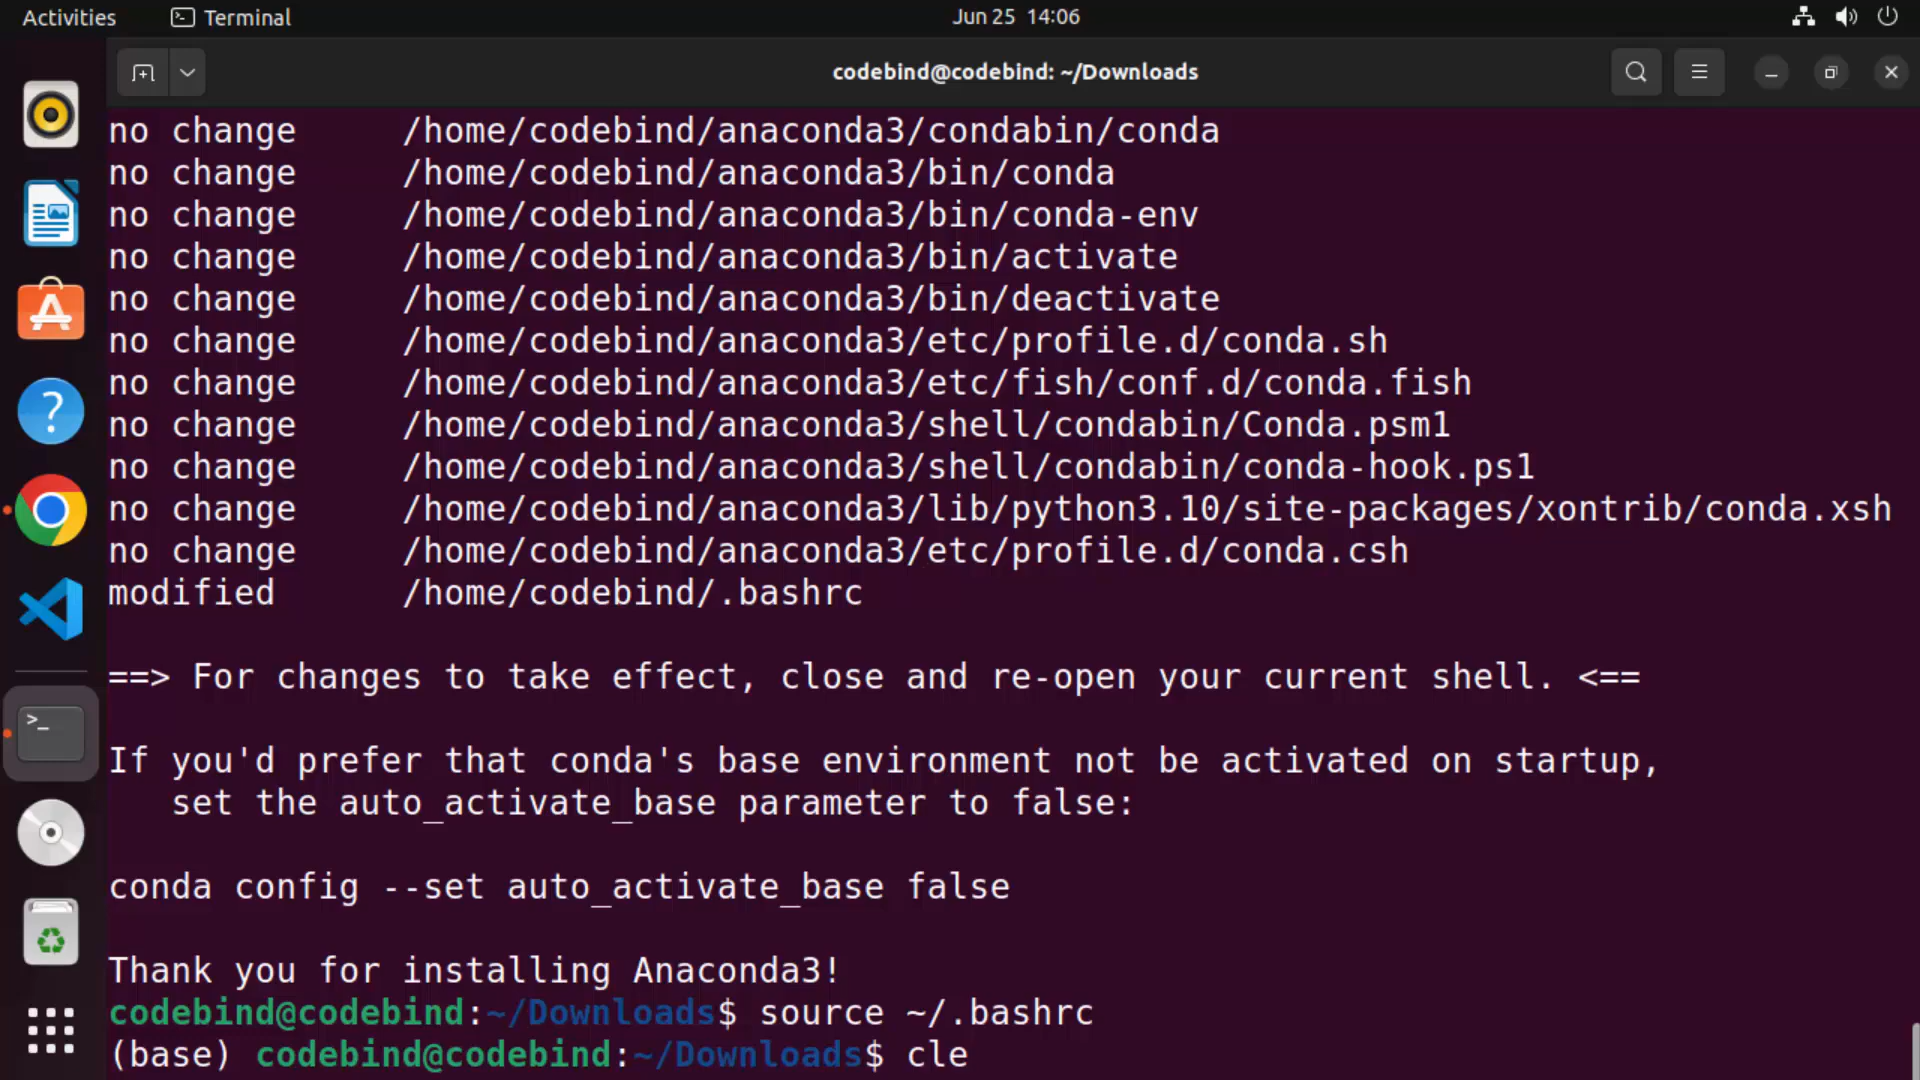 Activities Terminal Jun 25 14:06
codebind@codebind: ~/Downloads
no change /home/codebind/anaconda3/condabin/conda
no change /home/codebind/anaconda3/bin/conda
no change /home/codebind/anaconda3/bin/conda-env
no change /home/codebind/anaconda3/bin/activate
no change /home/codebind/anaconda3/bin/deactivate
no change /home/codebind/anaconda3/etc/profile.d/conda.sh
no change /home/codebind/anaconda3/etc/fish/conf.d/conda.fish
no change /home/codebind/anaconda3/shell/condabin/Conda.psm1
no change /home/codebind/anaconda3/shell/condabin/conda-hook.ps1
no change /home/codebind/anaconda3/lib/python3.10/site-packages/xontrib/conda.xsh
no change /home/codebind/anaconda3/etc/profile.d/conda.csh
modified /home/codebind/.bashrc
==> For changes to take effect, close and re-open your current shell. <==
If you'd prefer that conda's base environment not be activated on startup,
set the auto_activate_base parameter to false:
conda config --set auto_activate_base false
Thank you for installing Anaconda3!
codebind@codebind:~/Downloads$ source ~/.bashrc
(base) codebind@codebind:~/Downloads$ cle